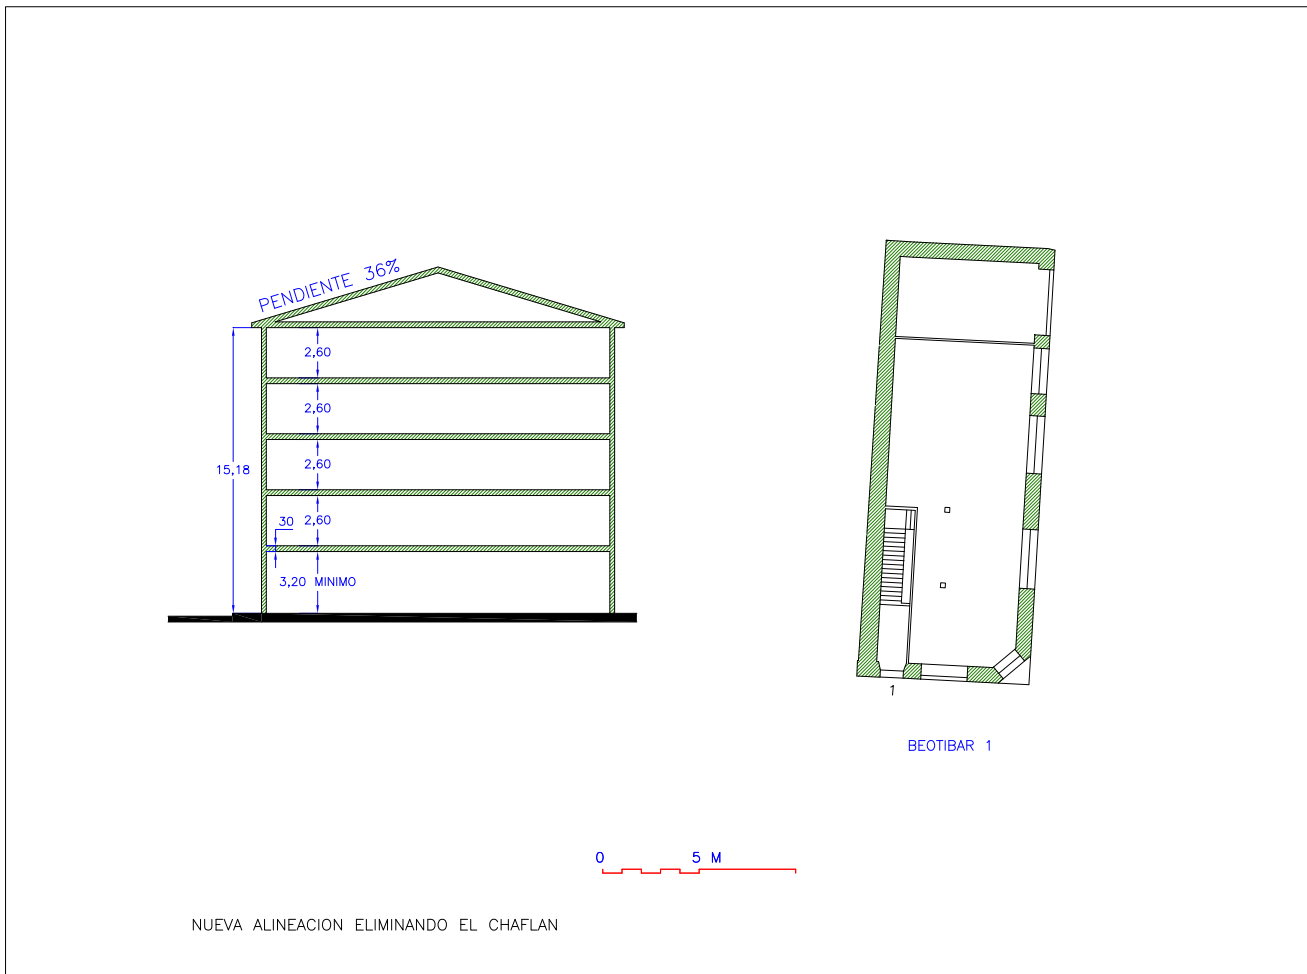 PENDIENTE 36%
2,60
2,60
15,18
2,60
30
2,60
3,20 MINIMO
1
BEOTIBAR 1
0 5 M
NUEVA ALINEACION ELIMINANDO EL CHAFLAN